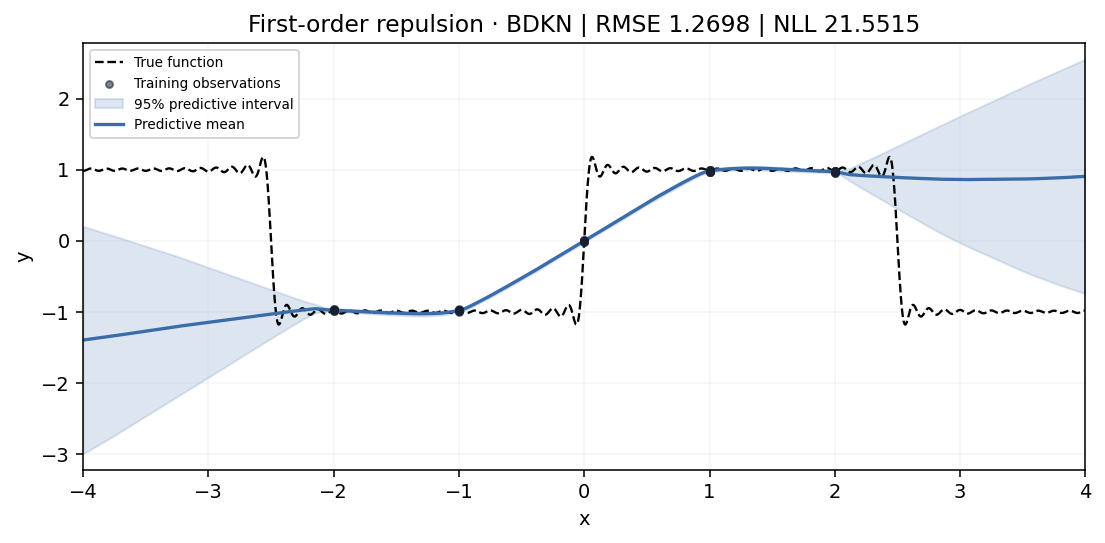 First-order repulsion · BDKN | RMSE 1.2698 | NLL 21.5515
True function
Training observations
95% predictive interval
Predictive mean
y
2
1
0
−1
−2
−3
−4 −3 −2 −1 0 1 2 3 4
x